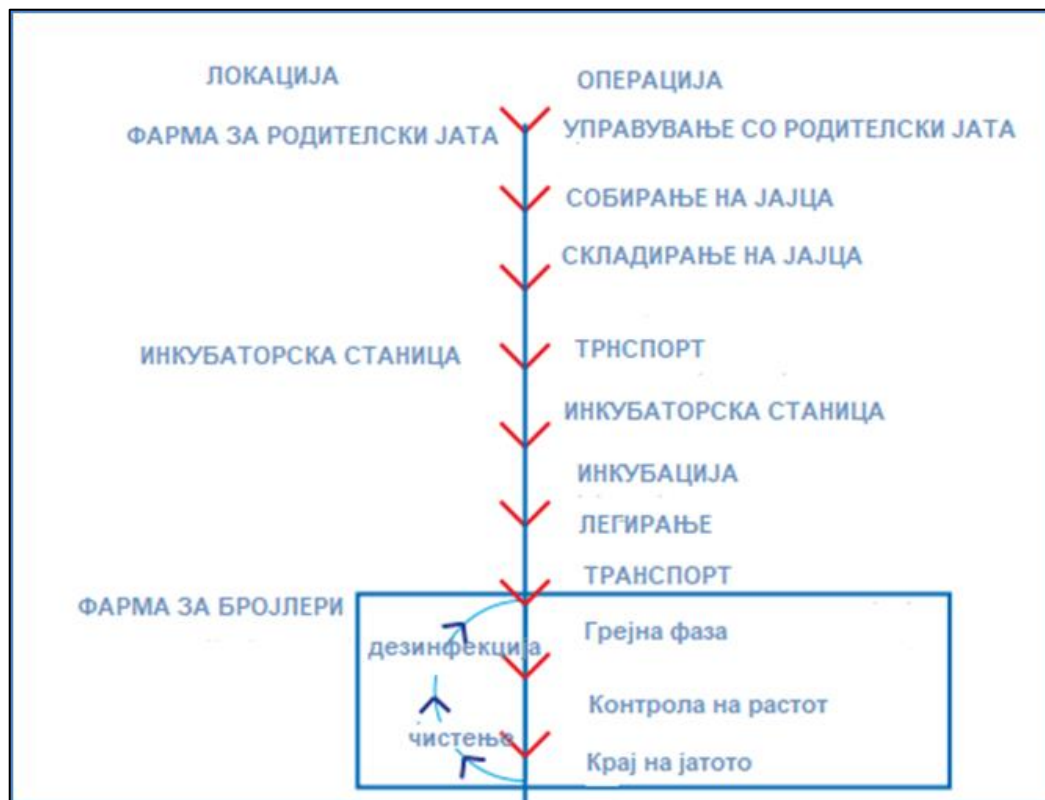 ЛОКАЦИЈА
ОПЕРАЦИЈА
ФАРМА ЗА РОДИТЕЛСКИ ЈАТА
УПРАВУВАЊЕ СО РОДИТЕЛСКИ ЈАТА
СОБИРАЊЕ НА ЈАЈЦА
СКЛАДИРАЊЕ НА ЈАЈЦА
ИНКУБАТОРСКА СТАНИЦА
ТРНСПОРТ
ИНКУБАТОРСКА СТАНИЦА
ИНКУБАЦИЈА
ЛЕГИРАЊЕ
ТРАНСПОРТ
ФАРМА ЗА БРОЈЛЕРИ
Грејна фаза
дезинфекција
Контрола на растот
чистење
Крај на јатото